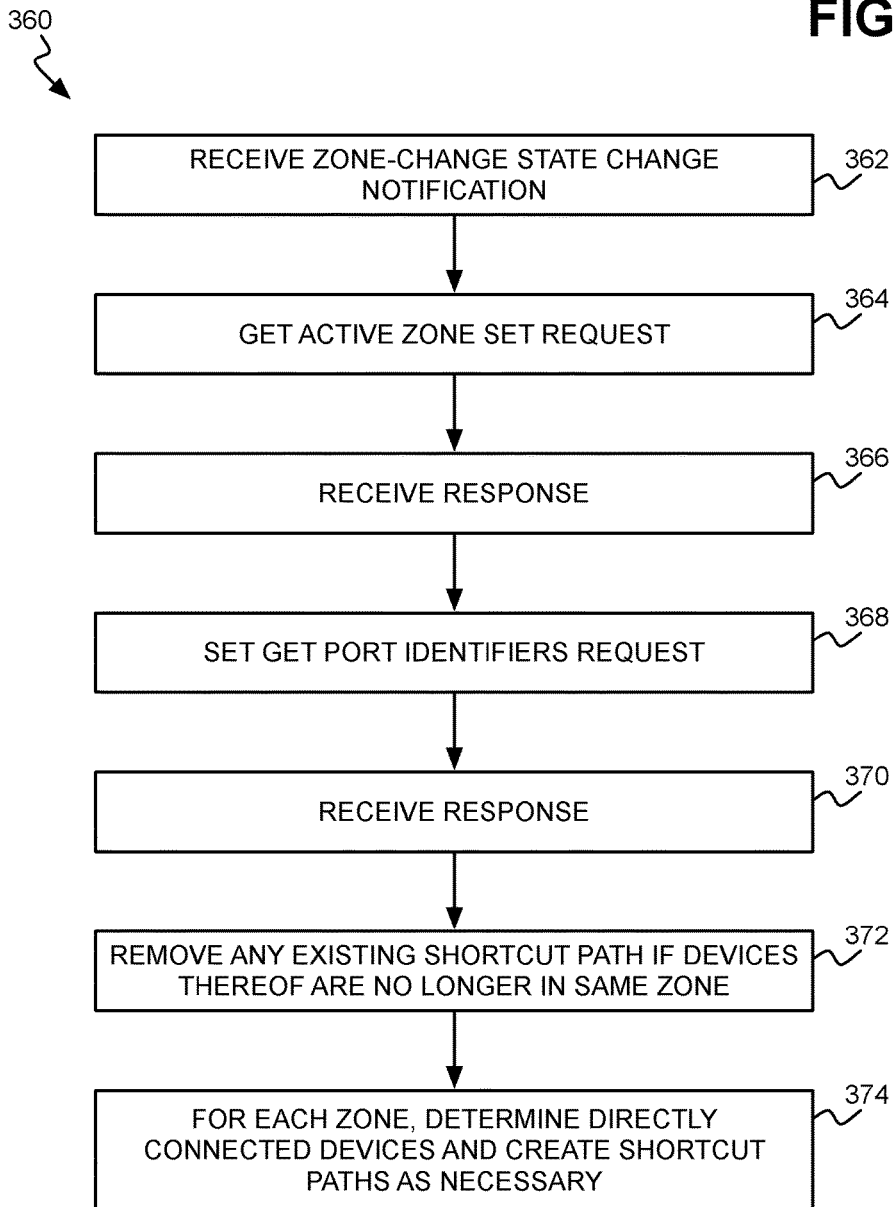 360
FIG
RECEIVE ZONE-CHANGE STATE CHANGE
NOTIFICATION
362
GET ACTIVE ZONE SET REQUEST
364
RECEIVE RESPONSE
366
SET GET PORT IDENTIFIERS REQUEST
368
RECEIVE RESPONSE
370
REMOVE ANY EXISTING SHORTCUT PATH IF DEVICES
THEREOF ARE NO LONGER IN SAME ZONE
372
FOR EACH ZONE, DETERMINE DIRECTLY
CONNECTED DEVICES AND CREATE SHORTCUT
PATHS AS NECESSARY
374